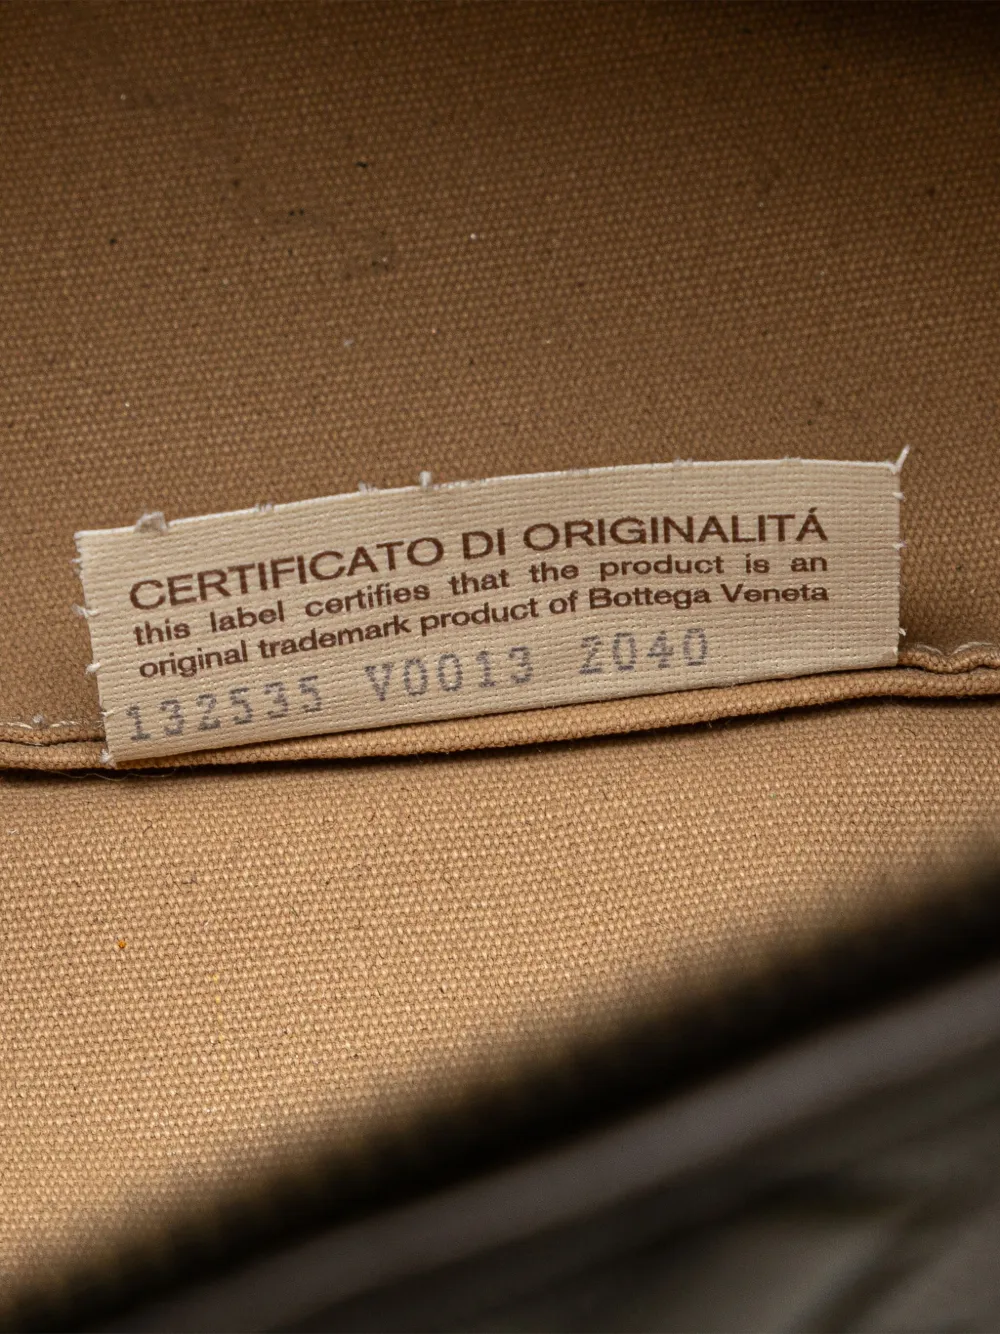 CERTIFICATO DI ORIGINALITÁ
this label certifies that the product is an
original trademark product of Bottega Veneta
132535 V0013 2040